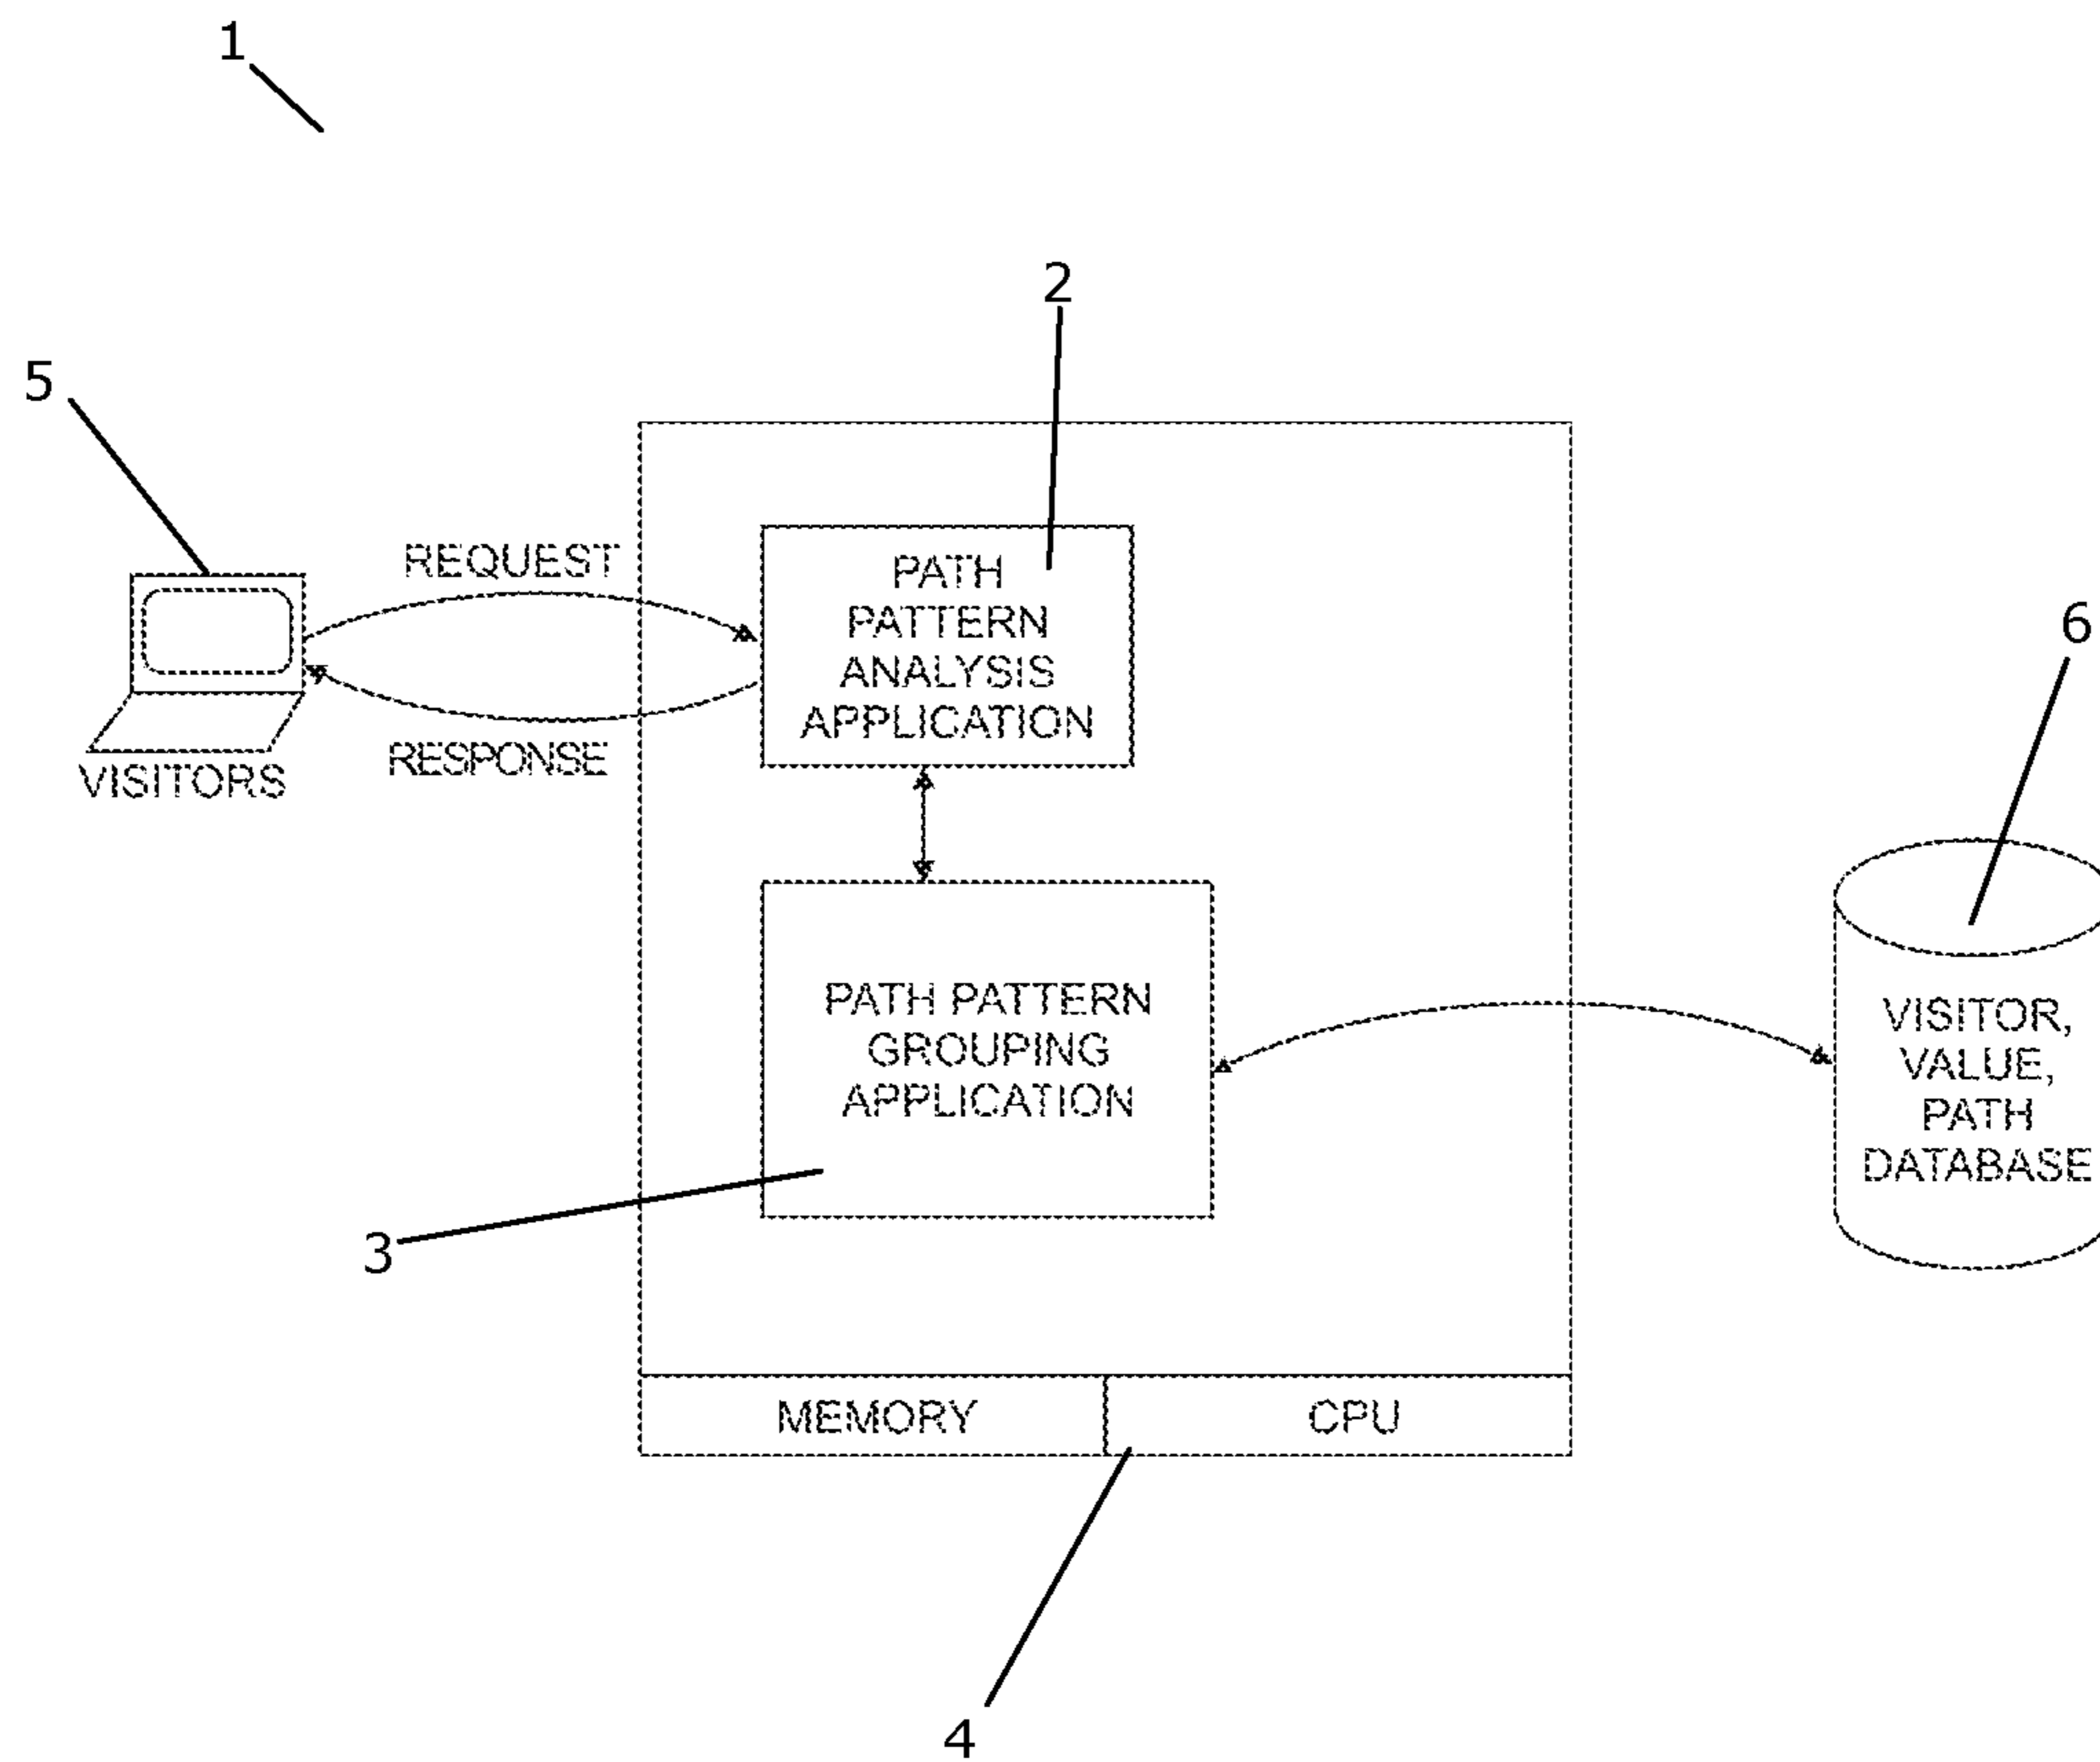 1
2
5
REQUEST
PATH
PATTERN
ANALYSIS
APPLICATION
RESPONSE
VISITORS
6
PATH PATTERN
GROUPING
APPLICATION
VISITOR,
VALUE,
PATH
DATABASE
3
MEMORY
CPU
4